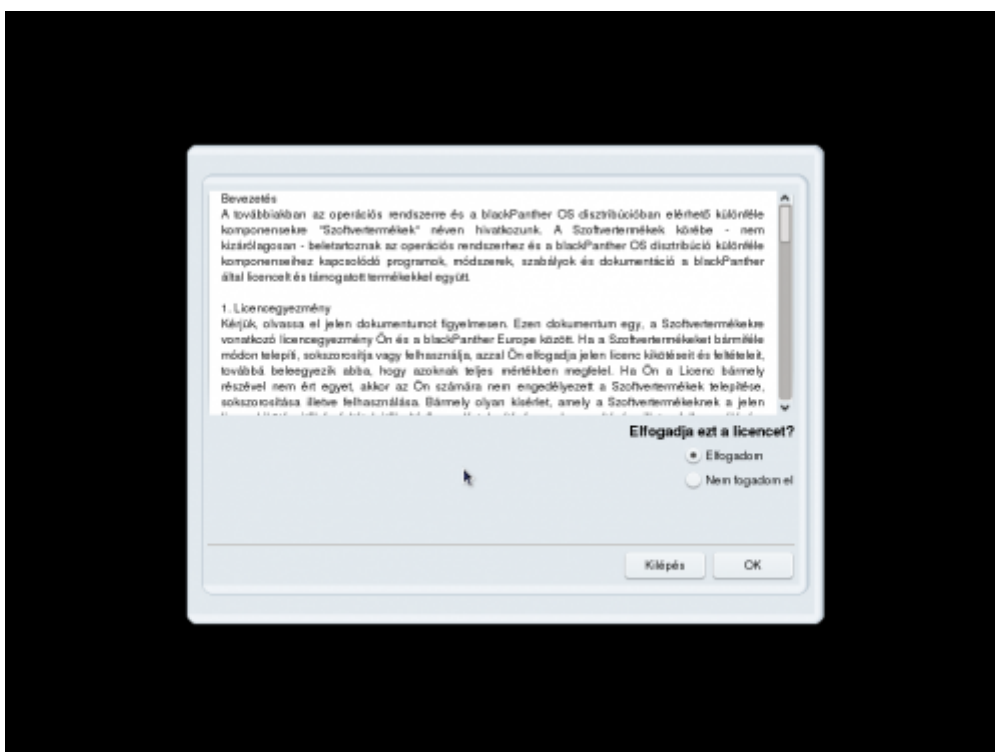 Bevezetés
A továbbiakban az operációs rendszerre és a blackPanther OS disztribúcióban elérhető különféle
komponensekre "Szoftvertermékek" néven hivatkozunk. A Szoftvertermékek körébe - nem
kizárólagosan - beletartoznak az operációs rendszerhez és a blackPanther OS disztribúció különféle
komponenseihez kapcsolódó programok, módszerek, szabályok és dokumentáció a blackPanther
által licencelt és támogatott termékekkel együtt.
1. Licencegyezmény
Kérjük, olvassa el jelen dokumentumot figyelmesen. Ezen dokumentum egy, a Szoftvertermékekre
vonatkozó licencegyezmény Ön és a blackPanther Europe között. Ha a Szoftvertermékeket bármiféle
módon telepíti, sokszorosítja vagy felhasználja, azzal Ön elfogadja jelen licenc kikötéseit és feltételeit,
továbbá beleegyezik abba, hogy azoknak teljes mértékben megfelel. Ha Ön a Licenc bármely
részével nem ért egyet, akkor az Ön számára nem engedélyezett a Szoftvertermékek telepítése,
sokszorosítása illetve felhasználása. Bármely olyan kísérlet, amely a Szoftvertermékeknek a jelen
Elfogadja ezt a licencet?
Elfogadom
Nem fogadom el
Kilépés
OK